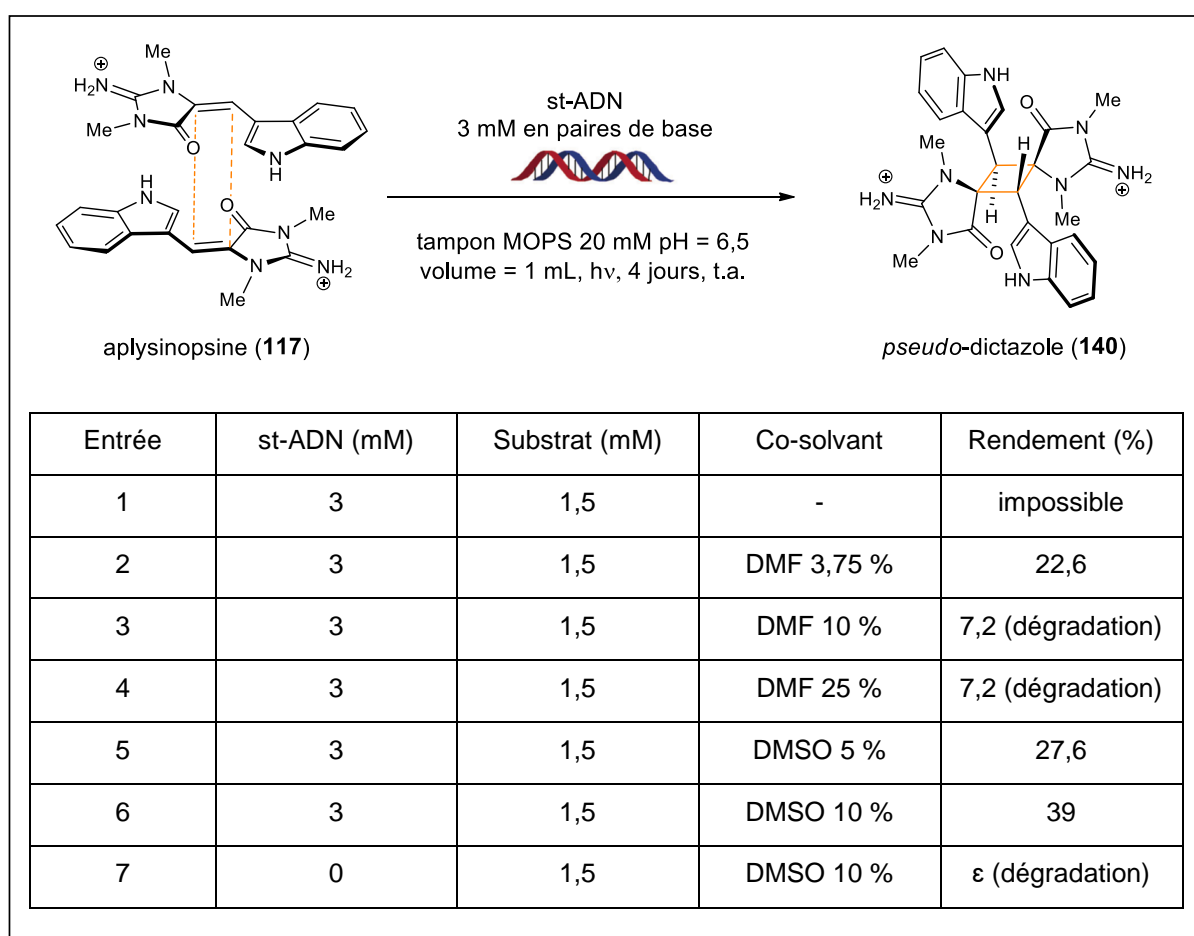 Me
⊕
H2N
N
Me
N
O
N
H
H
N
O
Me
N
N
NH2
⊕
Me
aplysinopsine (117)
st-ADN
3 mM en paires de base
tampon MOPS 20 mM pH = 6,5
volume = 1 mL, hν, 4 jours, t.a.
NH
O
Me
N
H
Me
N
N
NH2
⊕
⊕
H2N
H
Me
N
O
Me
HN
pseudo-dictazole (140)
Entrée st-ADN (mM) Substrat (mM) Co-solvant Rendement (%)
1 3 1,5 - impossible
2 3 1,5 DMF 3,75 % 22,6
3 3 1,5 DMF 10 % 7,2 (dégradation)
4 3 1,5 DMF 25 % 7,2 (dégradation)
5 3 1,5 DMSO 5 % 27,6
6 3 1,5 DMSO 10 % 39
7 0 1,5 DMSO 10 % ε (dégradation)